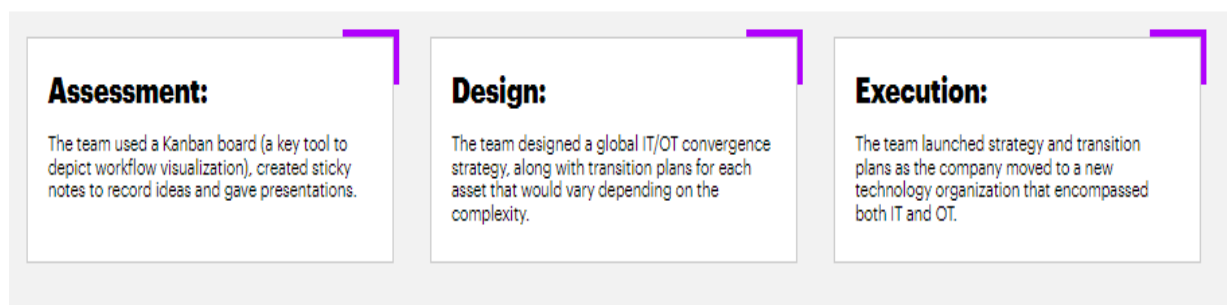 Assessment:
The team used a Kanban board (a key tool to
depict workflow visualization), created sticky
notes to record ideas and gave presentations.
Design:
The team designed a global IT/OT convergence
strategy, along with transition plans for each
asset that would vary depending on the
complexity.
Execution:
The team launched strategy and transition
plans as the company moved to a new
technology organization that encompassed
both IT and OT.